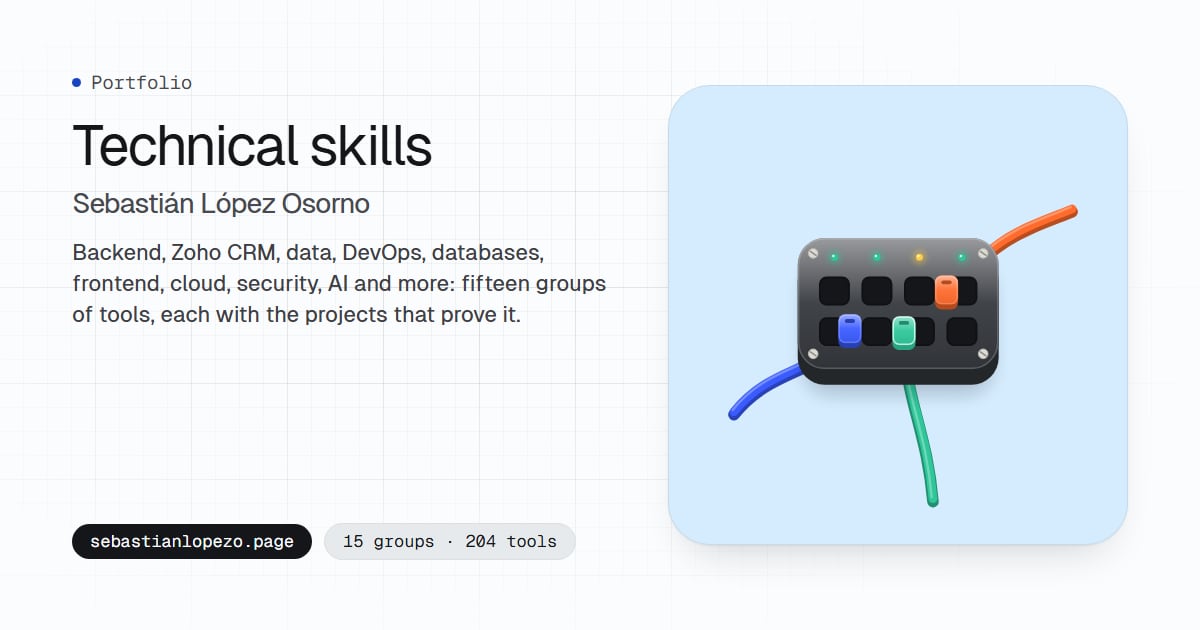 Portfolio
Technical skills
Sebastián López Osorno
Backend, Zoho CRM, data, DevOps, databases,
frontend, cloud, security, AI and more: fifteen groups
of tools, each with the projects that prove it.
sebastianlopezo.page
15 groups · 204 tools